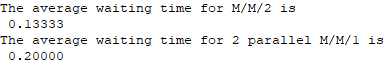 The average waiting time for M/M/2 is
0.13333
The average waiting time for 2 parallel M/M/1 is
0.20000